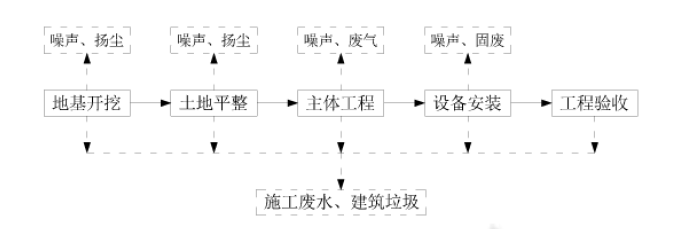 噪声、扬尘 噪声、扬尘 噪声、废气 噪声、固废
地基开挖 土地平整 主体工程 设备安装 工程验收
施工废水、建筑垃圾